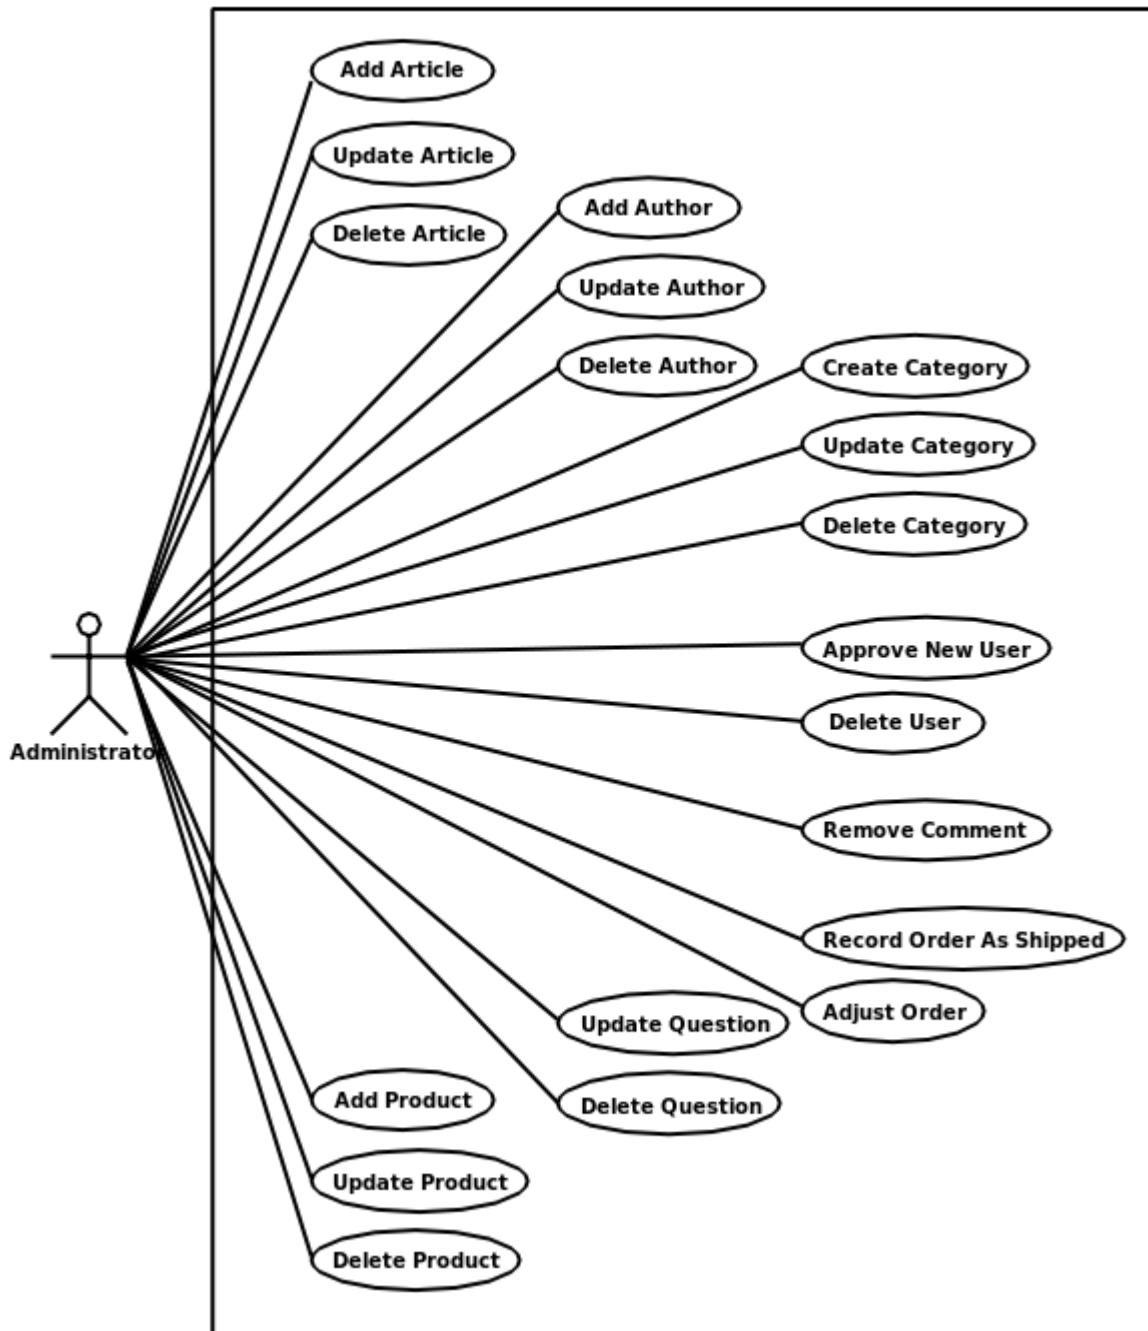 Add Article
Update Article
Add Author
Delete Article
Update Author
Delete Author
Create Category
Update Category
Delete Category
Approve New User
Delete User
Administrator
Remove Comment
Record Order As Shipped
Adjust Order
Update Question
Add Product
Delete Question
Update Product
Delete Product